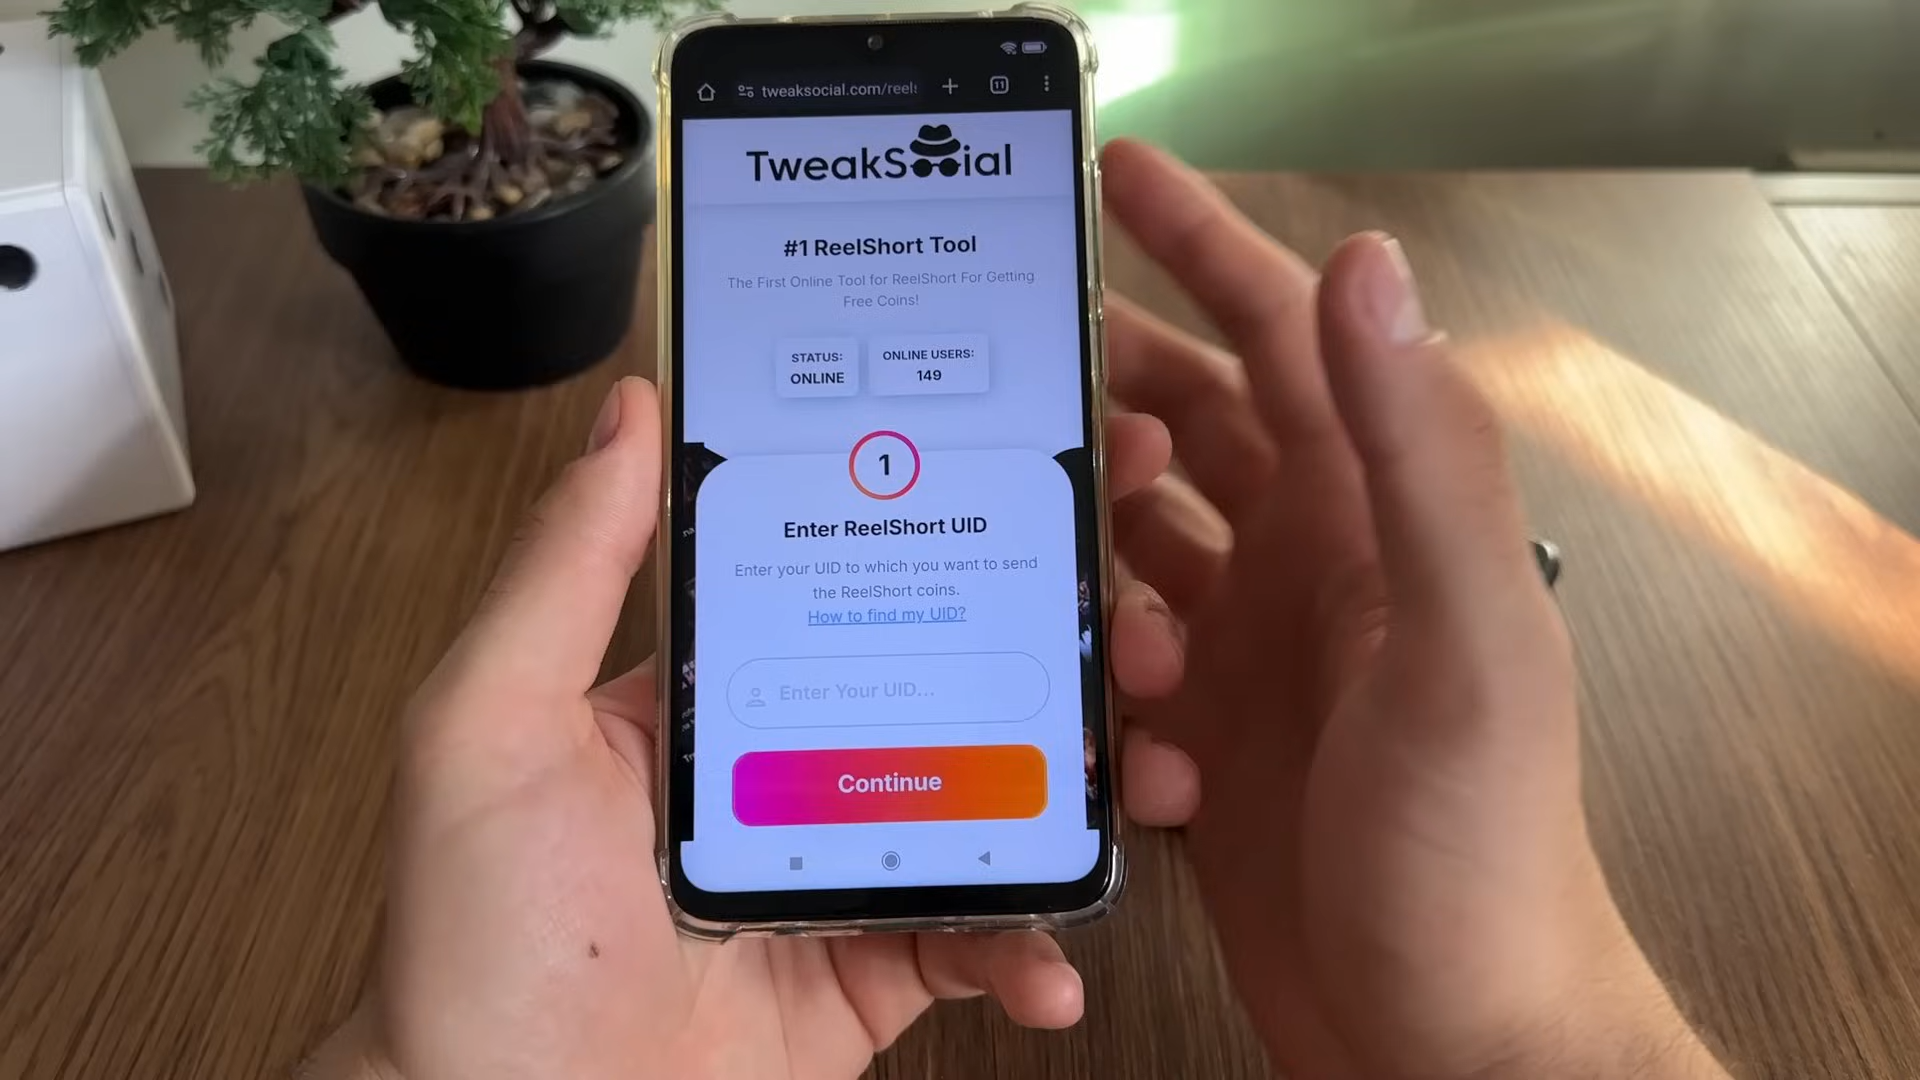 11
tweaksocial.com/reels
TweakSocial
#1 ReelShort Tool
The First Online Tool for ReelShort For Getting
Free Coins!
STATUS:
ONLINE
ONLINE USERS:
149
1
Enter ReelShort UID
Enter your UID to which you want to send
the ReelShort coins.
How to find my UID?
Enter Your UID...
Continue